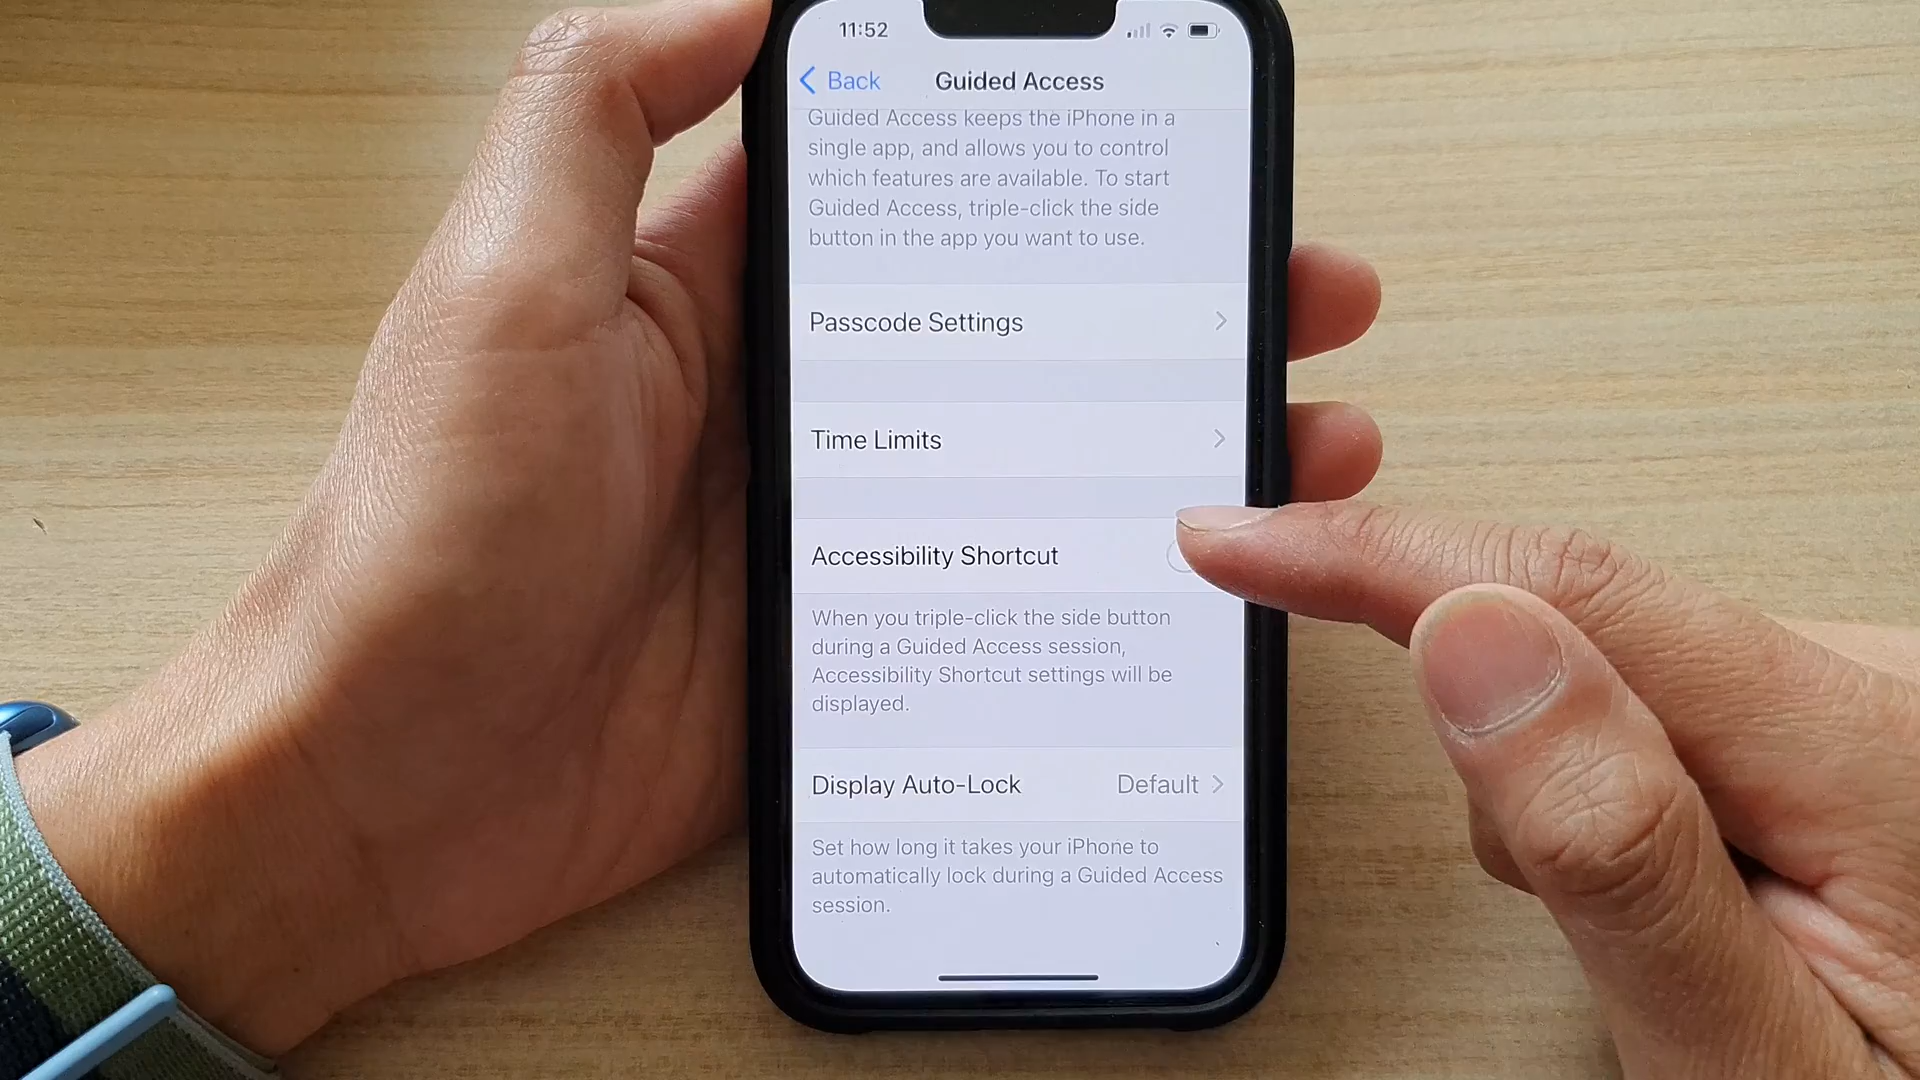 11:52
Back
Guided Access
Guided Access keeps the iPhone in a
single app, and allows you to control
which features are available. To start
Guided Access, triple-click the side
button in the app you want to use.
Passcode Settings
Time Limits
Accessibility Shortcut
When you triple-click the side button
during a Guided Access session,
Accessibility Shortcut settings will be
displayed.
Display Auto-Lock Default
Set how long it takes your iPhone to
automatically lock during a Guided Access
session.